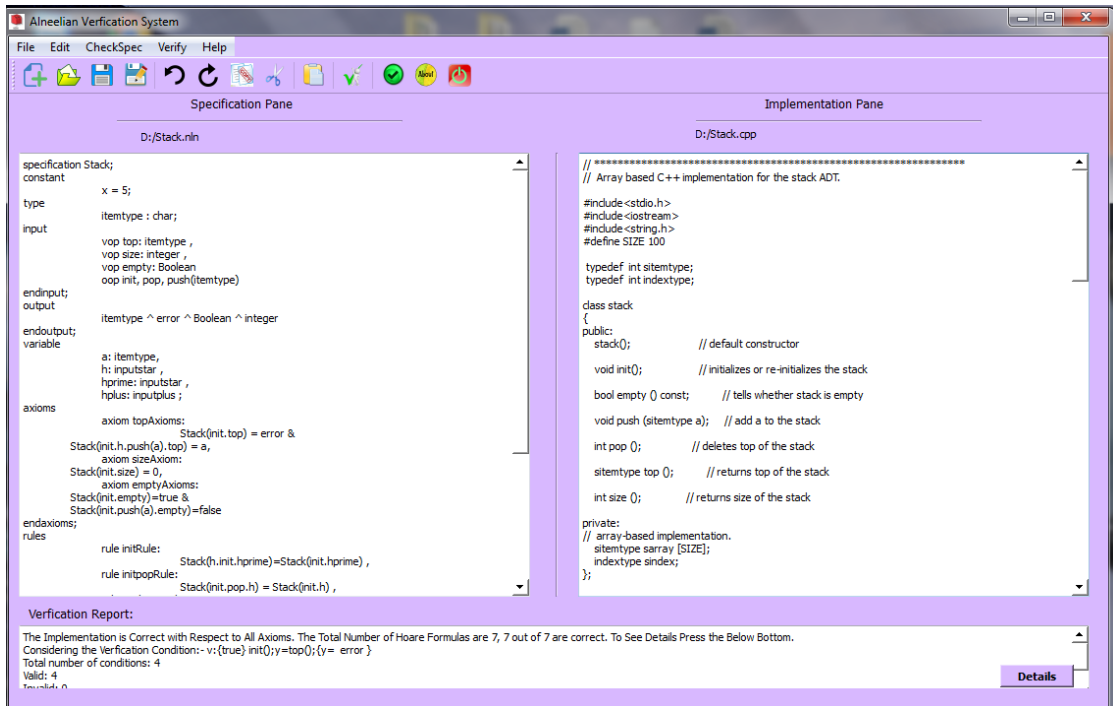 Alneelian Verfication System
File Edit CheckSpec Verify Help
About
Specification Pane
D:/Stack.nln
specification Stack;
constant
x = 5;
type
itemtype : char;
input
vop top: itemtype ,
vop size: integer ,
vop empty: Boolean
oop init, pop, push(itemtype)
endinput;
output
itemtype ^ error ^ Boolean ^ integer
endoutput;
variable
a: itemtype,
h: inputstar ,
hprime: inputstar ,
hplus: inputplus ;
axioms
axiom topAxioms:
Stack(init.top) = error &
Stack(init.h.push(a).top) = a,
axiom sizeAxiom:
Stack(init.size) = 0,
axiom emptyAxioms:
Stack(init.empty)=true &
Stack(init.push(a).empty)=false
endaxioms;
rules
rule initRule:
Stack(h.init.hprime)=Stack(init.hprime) ,
rule initpopRule:
Stack(init.pop.h) = Stack(init.h) ,
Implementation Pane
D:/Stack.cpp
// ****************************************************************
// Array based C++ implementation for the stack ADT.
#include<stdio.h>
#include<iostream>
#include<string.h>
#define SIZE 100
typedef int sitemtype;
typedef int indextype;
class stack
{
public:
stack(); // default constructor
void init(); // initializes or re-initializes the stack
bool empty () const; // tells whether stack is empty
void push (sitemtype a); // add a to the stack
int pop (); // deletes top of the stack
sitemtype top (); // returns top of the stack
int size (); // returns size of the stack
private:
// array-based implementation.
sitemtype sarray [SIZE];
indextype sindex;
};
Verfication Report:
The Implementation is Correct with Respect to All Axioms. The Total Number of Hoare Formulas are 7, 7 out of 7 are correct. To See Details Press the Below Bottom.
Considering the Verfication Condition:- v:{true} init();y=top();{y= error }
Total number of conditions: 4
Valid: 4
Invalid: 0
Details